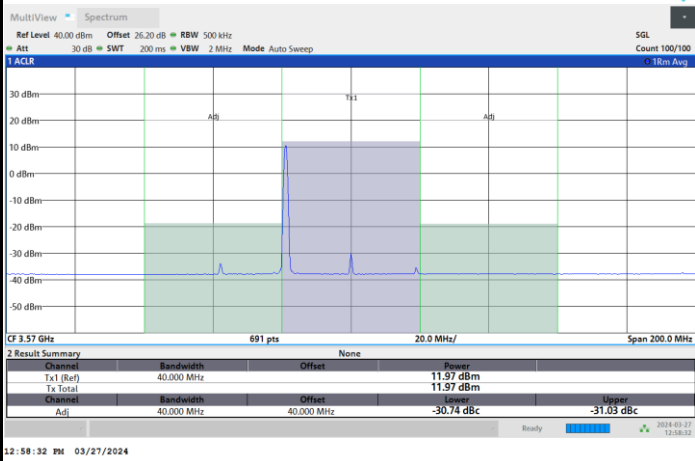 MultiView Spectrum
Ref Level 40.00 dBm Offset 26.20 dB RBW 500 kHz SGL
Att 30 dB SWT 200 ms VBW 2 MHz Mode Auto Sweep Count 100/100
1 ACLR 1Rm Avg
30 dBm
Tx1
20 dBm
Adj Adj
10 dBm
0 dBm
-10 dBm
-20 dBm
-30 dBm
-40 dBm
-50 dBm
CF 3.57 GHz 691 pts 20.0 MHz/ Span 200.0 MHz
2 Result Summary None
Channel Bandwidth Offset Power
Tx1 (Ref) 40.000 MHz 11.97 dBm
Tx Total 11.97 dBm
Channel Bandwidth Offset Lower Upper
Adj 40.000 MHz 40.000 MHz -30.74 dBc -31.03 dBc
Ready 2024-03-27
12:58:32
12:58:32 PM 03/27/2024